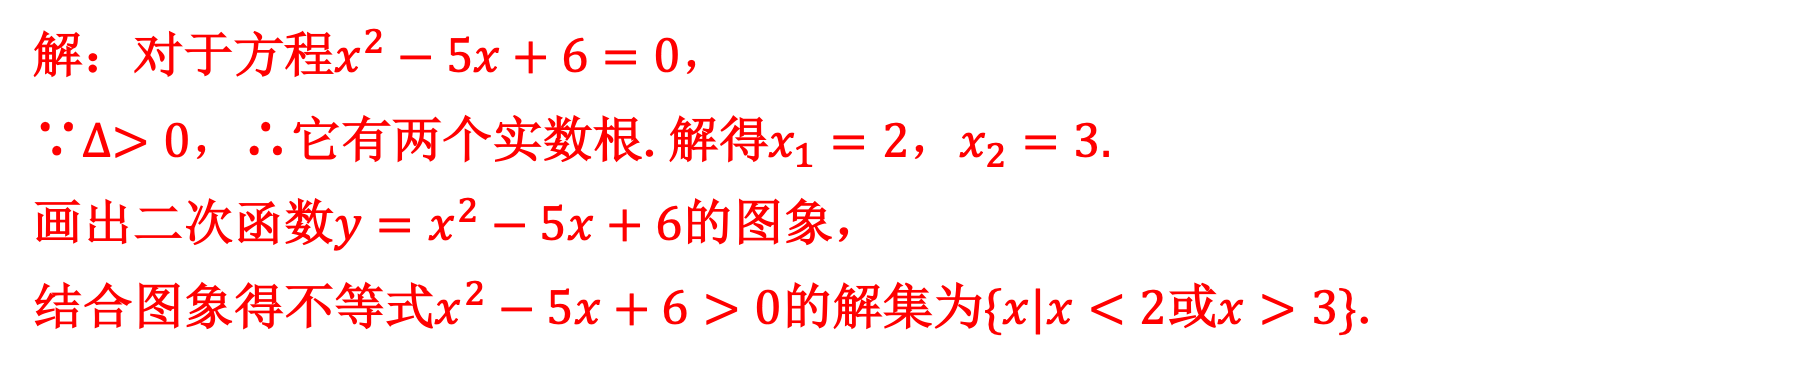 解：对于方程x² − 5x + 6 = 0，
∵Δ> 0，∴它有两个实数根. 解得x₁ = 2，x₂ = 3.
画出二次函数y = x² − 5x + 6的图象，
结合图象得不等式x² − 5x + 6 > 0的解集为{x|x < 2或x > 3}.